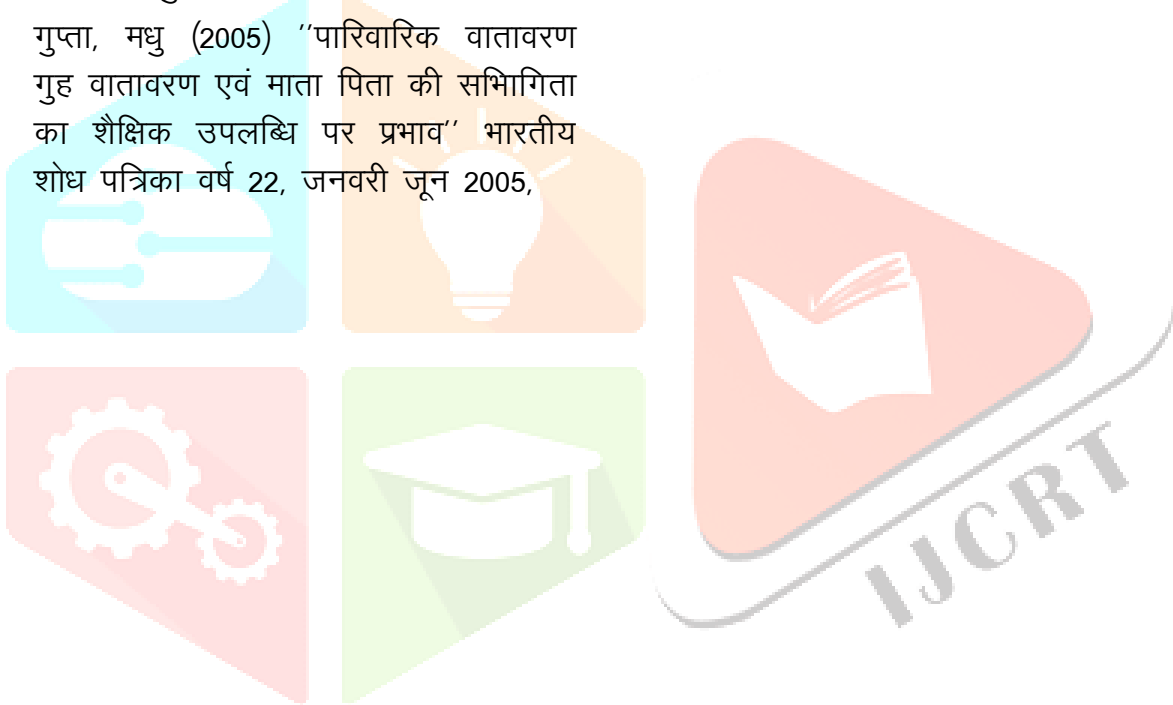 गुप्ता, मधु (2005) ‘‘पारिवारिक वातावरण
गृह वातावरण एवं माता पिता की सभिागिता
का शैक्षिक उपलब्धि पर प्रभाव’’ भारतीय
शोध पत्रिका वर्ष 22, जनवरी जून 2005,
IJCRT